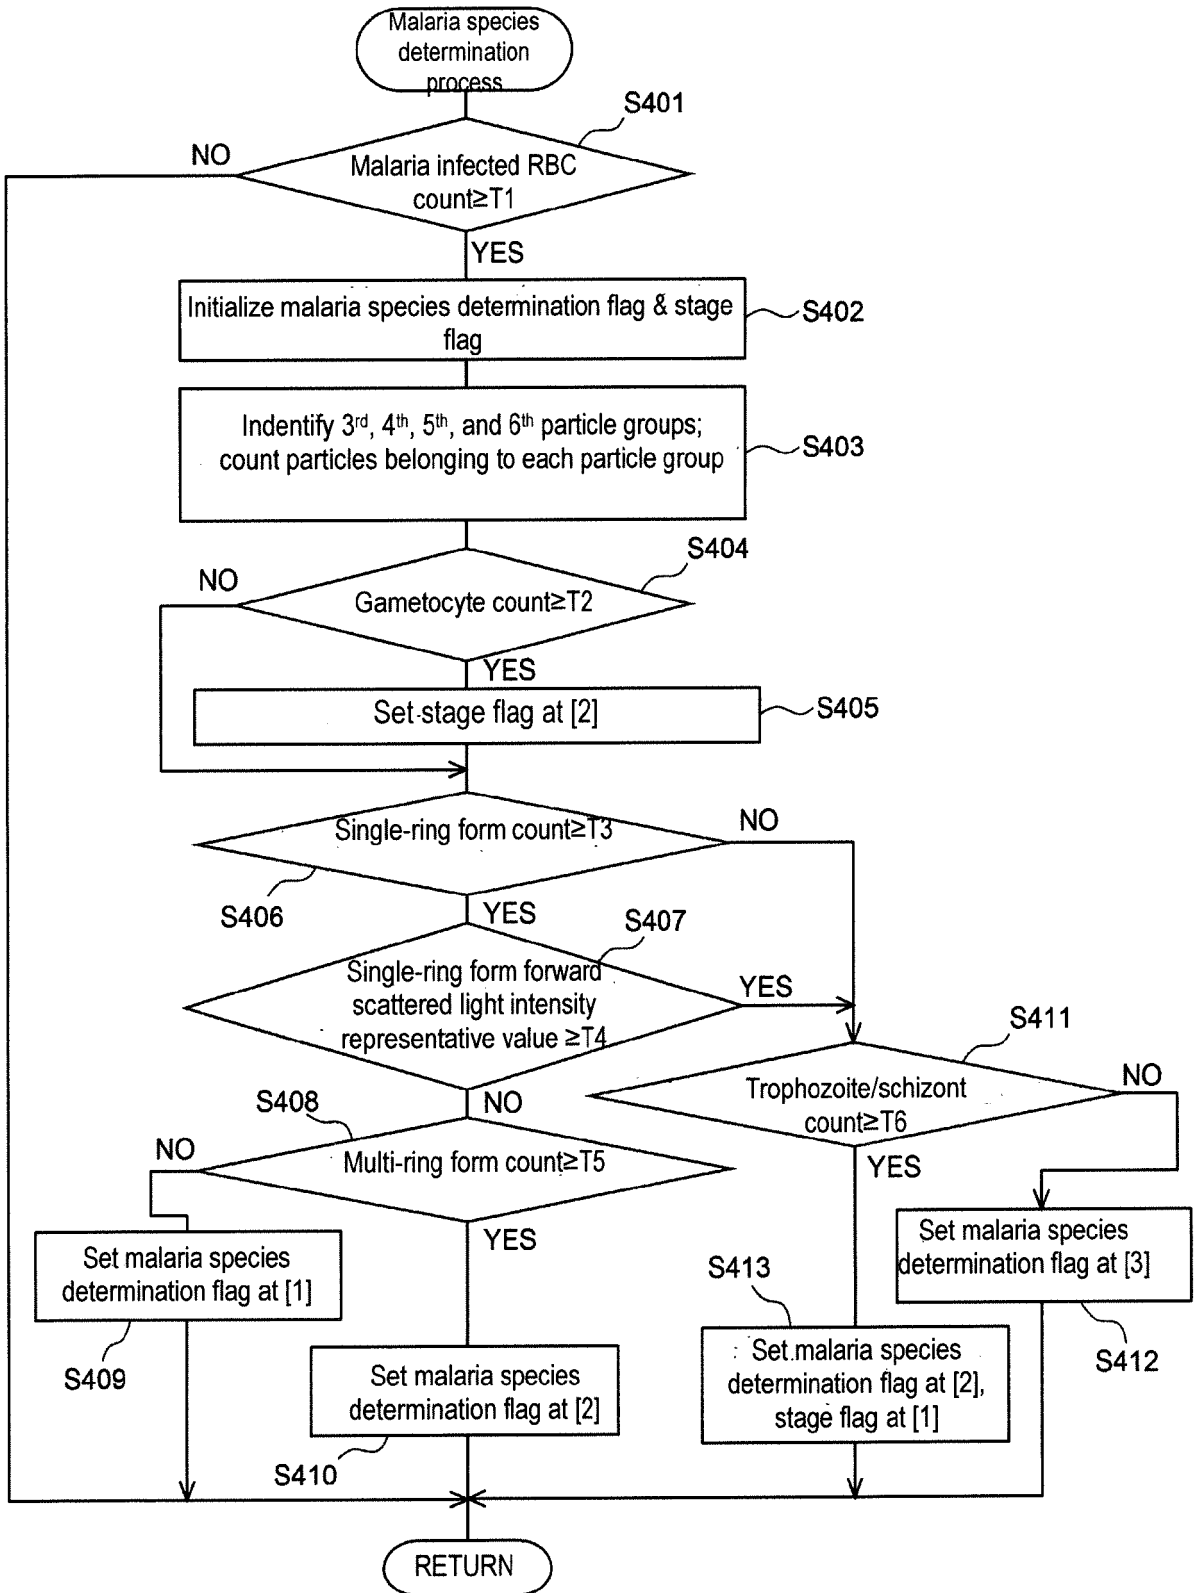 Malaria species
determination
process
S401
NO
Malaria infected RBC
count≥T1
YES
Initialize malaria species determination flag & stage
flag
S402
Indentify 3rd, 4th, 5th, and 6th particle groups;
count particles belonging to each particle group
S403
S404
NO
Gametocyte count≥T2
YES
Set stage flag at [2]
S405
Single-ring form count≥T3
NO
S406
YES
S407
Single-ring form forward
scattered light intensity
representative value ≥T4
YES
S411
Trophozoite/schizont
count≥T6
NO
S408
NO
NO
Multi-ring form count≥T5
YES
YES
Set malaria species
determination flag at [1]
S409
Set malaria species
determination flag at [3]
S412
S413
Set malaria species
determination flag at [2],
stage flag at [1]
Set malaria species
determination flag at [2]
S410
RETURN